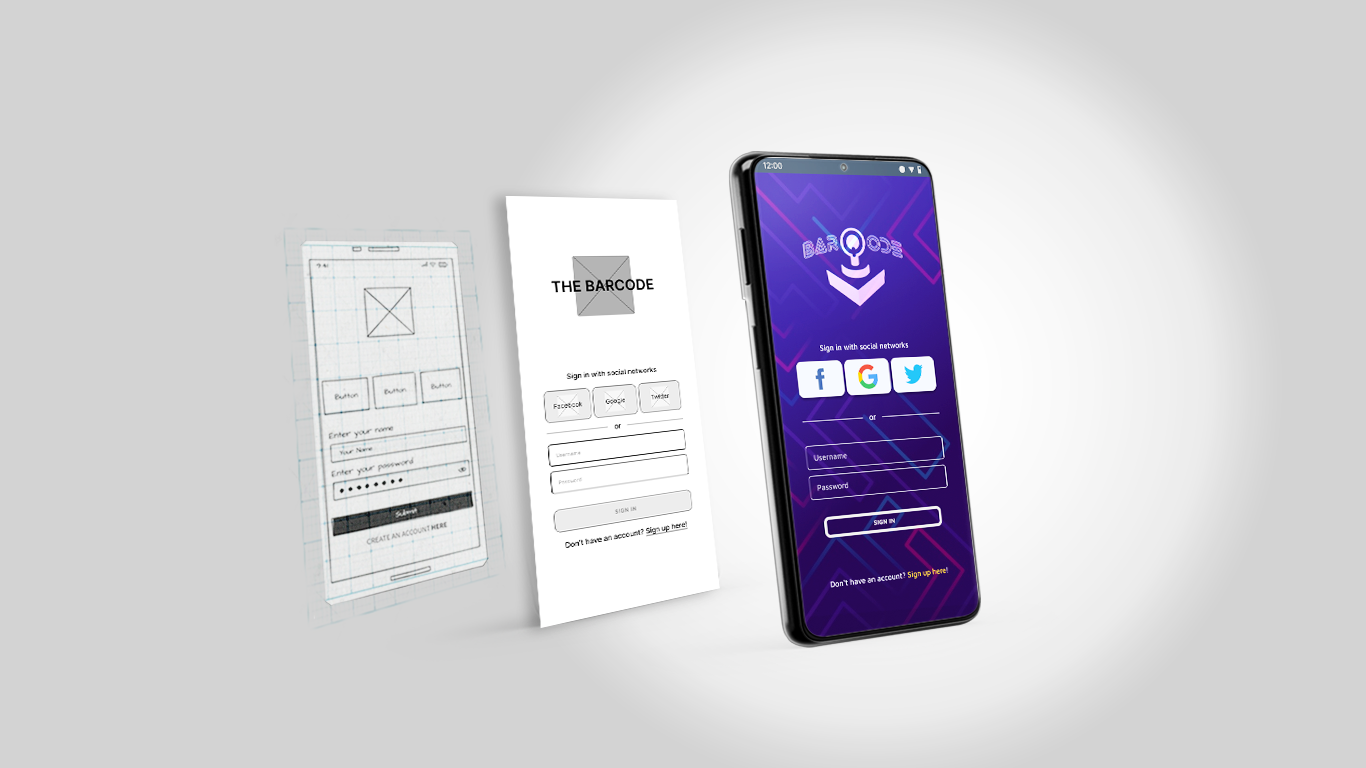 9:41
Button
Button
Button
Enter your name
Your Name
Enter your password
Submit
CREATE AN ACCOUNT HERE
THE BARCODE
Sign in with social networks
Facebook
Google
Twitter
or
Username
Password
SIGN IN
Don't have an account? Sign up here!
12:00
BARQODE
Sign in with social networks
f
G
or
Username
Password
SIGN IN
Don't have an account? Sign up here!